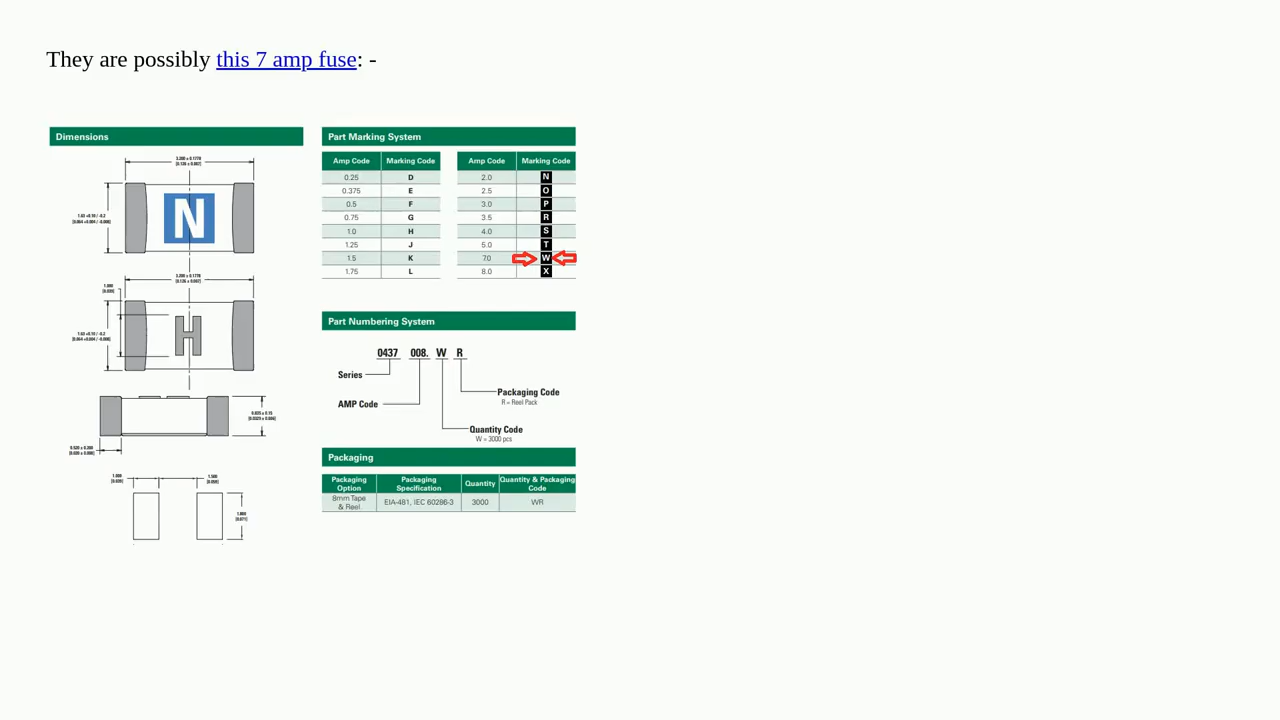 They are possibly this 7 amp fuse: -
Dimensions
N
H
Part Marking System
Amp Code Marking Code Amp Code Marking Code
0.25 D 2.0 N
0.375 E 2.5 O
0.5 F 3.0 P
0.75 G 3.5 R
1.0 H 4.0 S
1.25 J 5.0 T
1.5 K 7.0 W
1.75 L 8.0 X
Part Numbering System
0437 008. W R
Series
Packaging Code
R = Reel Pack
AMP Code
Quantity Code
W = 3000 pcs
Packaging
Packaging Option Packaging Specification Quantity Quantity & Packaging Code
8mm Tape & Reel EIA-481, IEC 60286-3 3000 WR